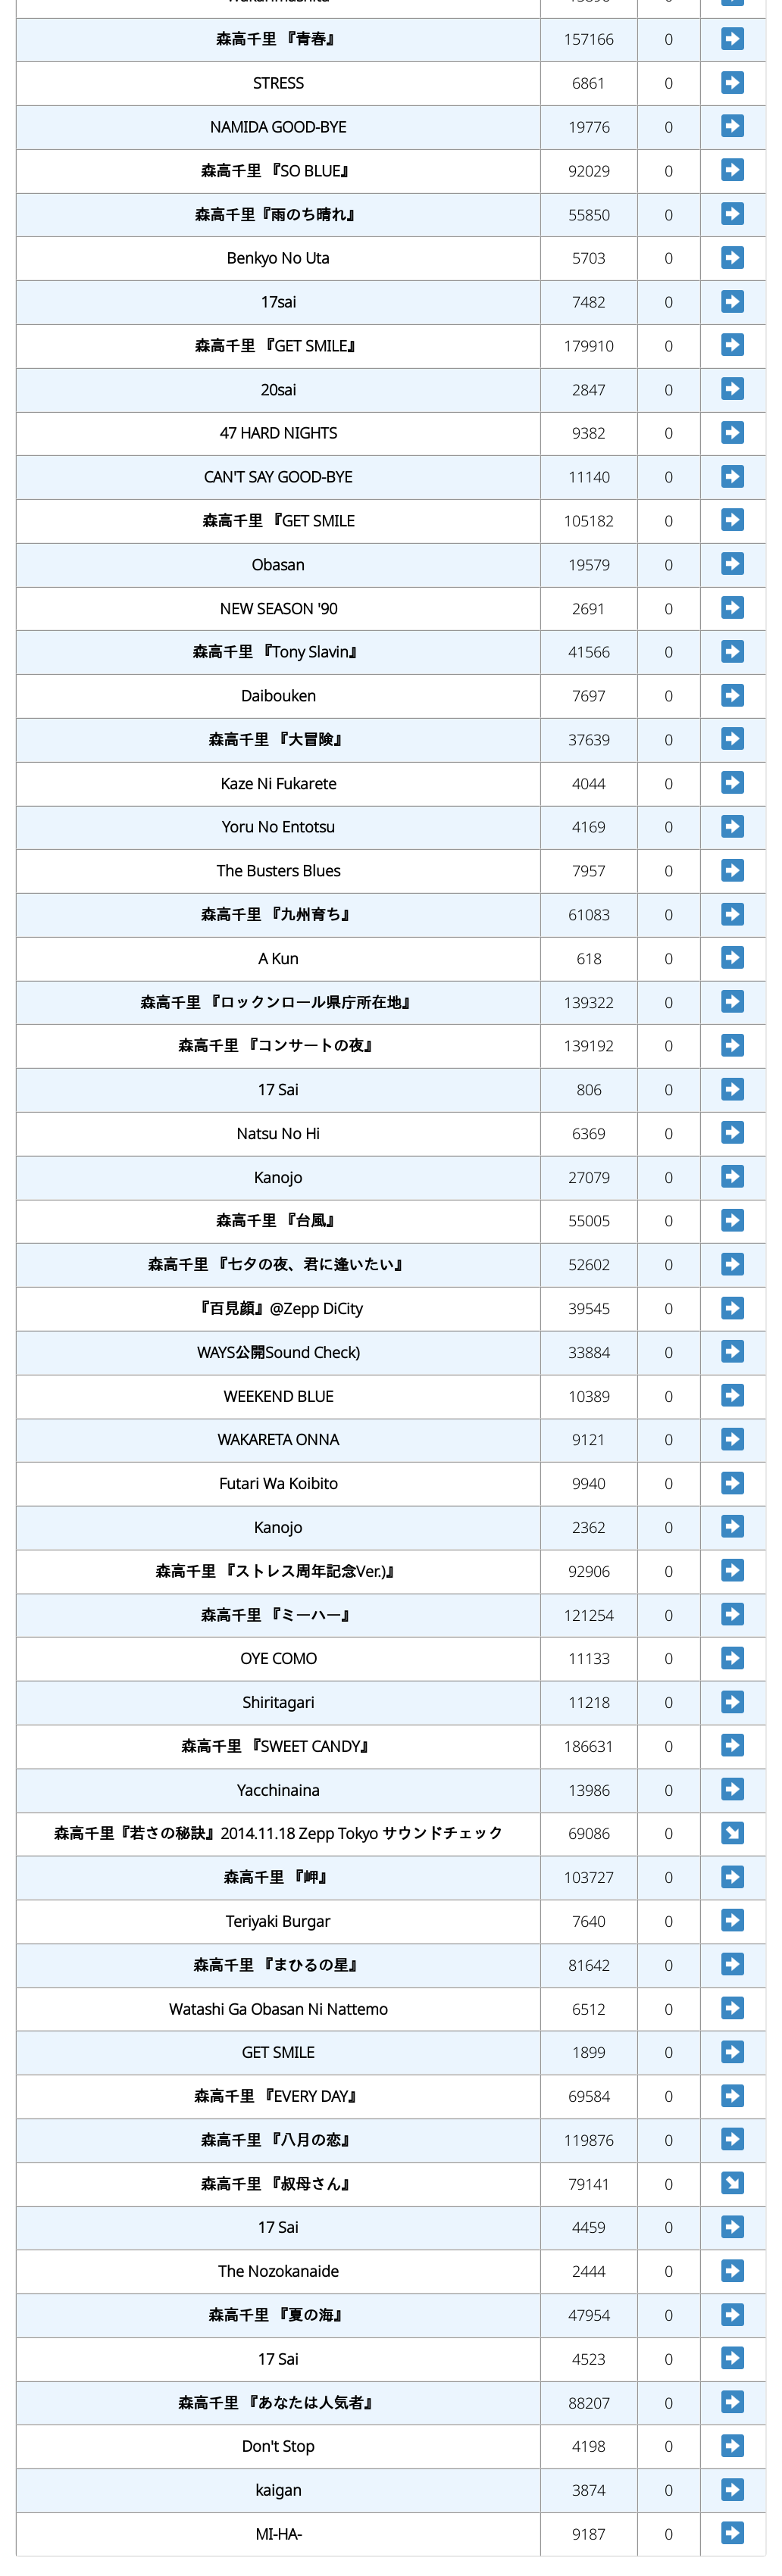 森高千里 『青春』 157166 0
STRESS 6861 0
NAMIDA GOOD-BYE 19776 0
森高千里 『SO BLUE』 92029 0
森高千里『雨のち晴れ』 55850 0
Benkyo No Uta 5703 0
17sai 7482 0
森高千里 『GET SMILE』 179910 0
20sai 2847 0
47 HARD NIGHTS 9382 0
CAN'T SAY GOOD-BYE 11140 0
森高千里 『GET SMILE 105182 0
Obasan 19579 0
NEW SEASON '90 2691 0
森高千里 『Tony Slavin』 41566 0
Daibouken 7697 0
森高千里 『大冒険』 37639 0
Kaze Ni Fukarete 4044 0
Yoru No Entotsu 4169 0
The Busters Blues 7957 0
森高千里 『九州育ち』 61083 0
A Kun 618 0
森高千里 『ロックンロール県庁所在地』 139322 0
森高千里 『コンサートの夜』 139192 0
17 Sai 806 0
Natsu No Hi 6369 0
Kanojo 27079 0
森高千里 『台風』 55005 0
森高千里 『七夕の夜、君に逢いたい』 52602 0
『百見顔』@Zepp DiCity 39545 0
WAYS公開Sound Check) 33884 0
WEEKEND BLUE 10389 0
WAKARETA ONNA 9121 0
Futari Wa Koibito 9940 0
Kanojo 2362 0
森高千里 『ストレス周年記念Ver.)』 92906 0
森高千里 『ミーハー』 121254 0
OYE COMO 11133 0
Shiritagari 11218 0
森高千里 『SWEET CANDY』 186631 0
Yacchinaina 13986 0
森高千里『若さの秘訣』2014.11.18 Zepp Tokyo サウンドチェック 69086 0
森高千里 『岬』 103727 0
Teriyaki Burgar 7640 0
森高千里 『まひるの星』 81642 0
Watashi Ga Obasan Ni Nattemo 6512 0
GET SMILE 1899 0
森高千里 『EVERY DAY』 69584 0
森高千里 『八月の恋』 119876 0
森高千里 『叔母さん』 79141 0
17 Sai 4459 0
The Nozokanaide 2444 0
森高千里 『夏の海』 47954 0
17 Sai 4523 0
森高千里 『あなたは人気者』 88207 0
Don't Stop 4198 0
kaigan 3874 0
MI-HA- 9187 0